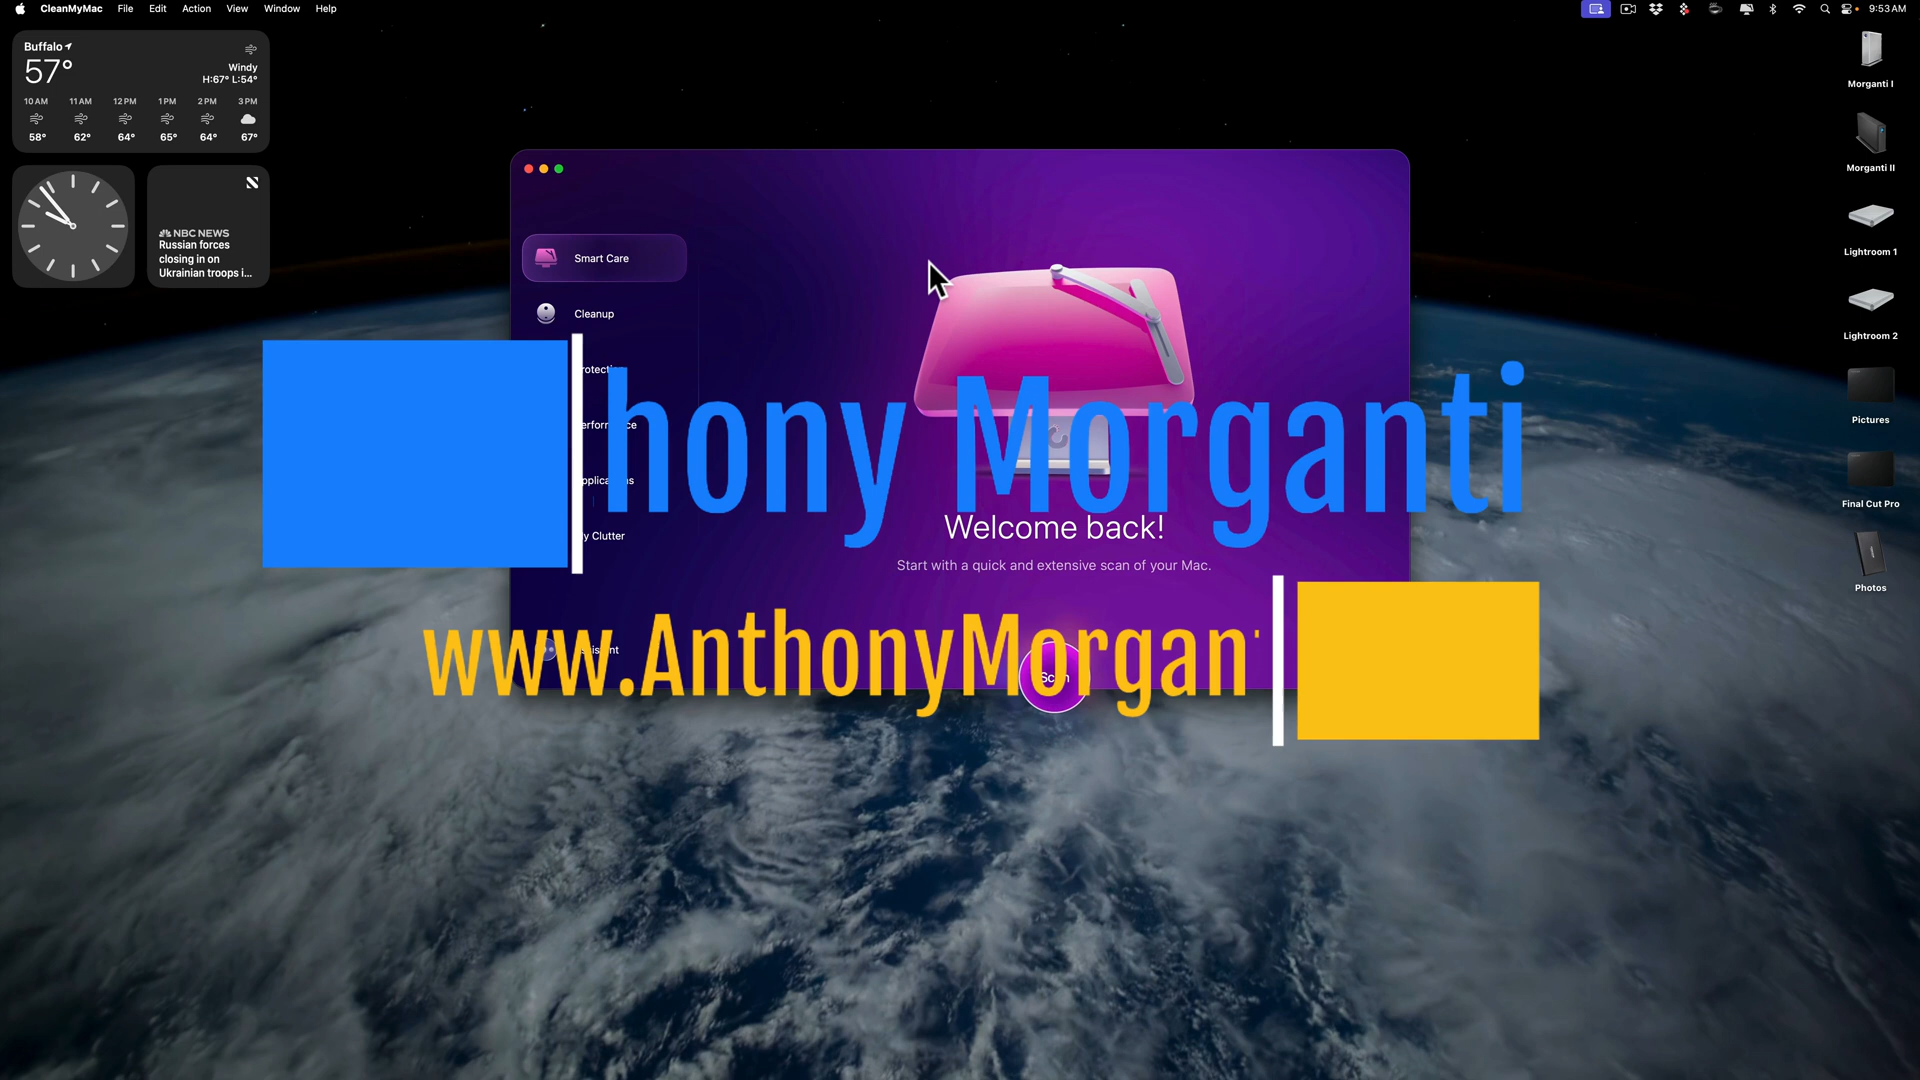 CleanMyMac File Edit Action View Window Help
9:53 AM
Buffalo
57°
Windy
H:67° L:54°
10 AM 11 AM 12 PM 1 PM 2 PM 3 PM
58° 62° 64° 65° 64° 67°
NBC NEWS
Russian forces
closing in on
Ukrainian troops i...
Smart Care
Cleanup
hony Morganti
y Clutter
Welcome back!
Start with a quick and extensive scan of your Mac.
www.AnthonyMorgan
Morganti I
Morganti II
Lightroom 1
Lightroom 2
Pictures
Final Cut Pro
Photos